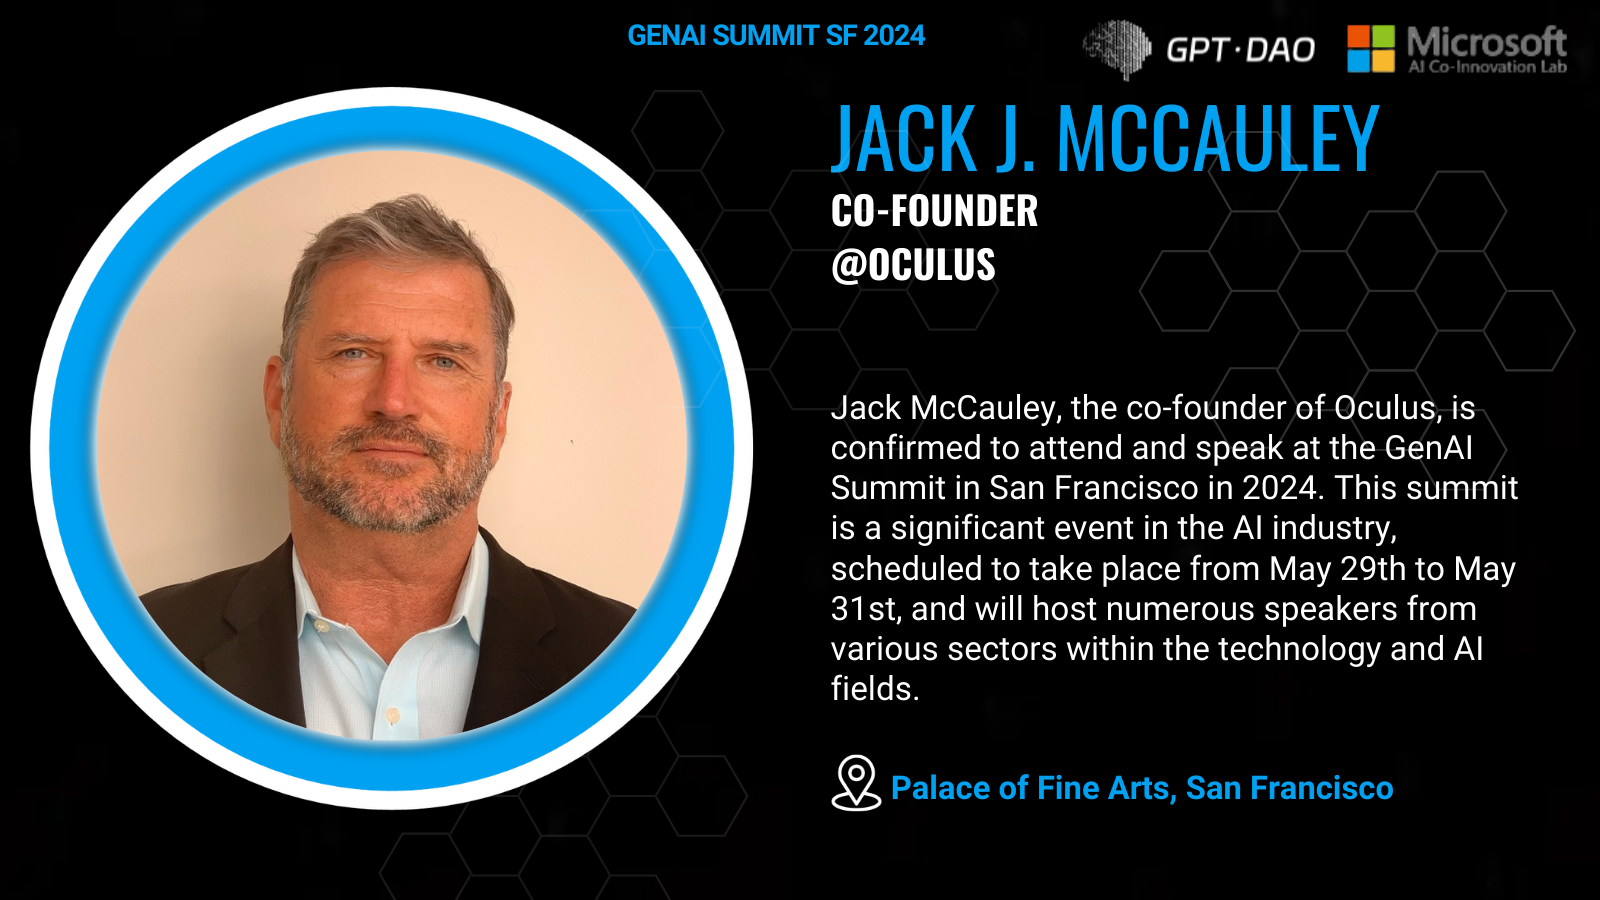 GENAI SUMMIT SF 2024
GPT·DAO
Microsoft
AI Co-Innovation Lab
JACK J. MCCAULEY
CO-FOUNDER
@OCULUS
Jack McCauley, the co-founder of Oculus, is
confirmed to attend and speak at the GenAI
Summit in San Francisco in 2024. This summit
is a significant event in the AI industry,
scheduled to take place from May 29th to May
31st, and will host numerous speakers from
various sectors within the technology and AI
fields.
Palace of Fine Arts, San Francisco